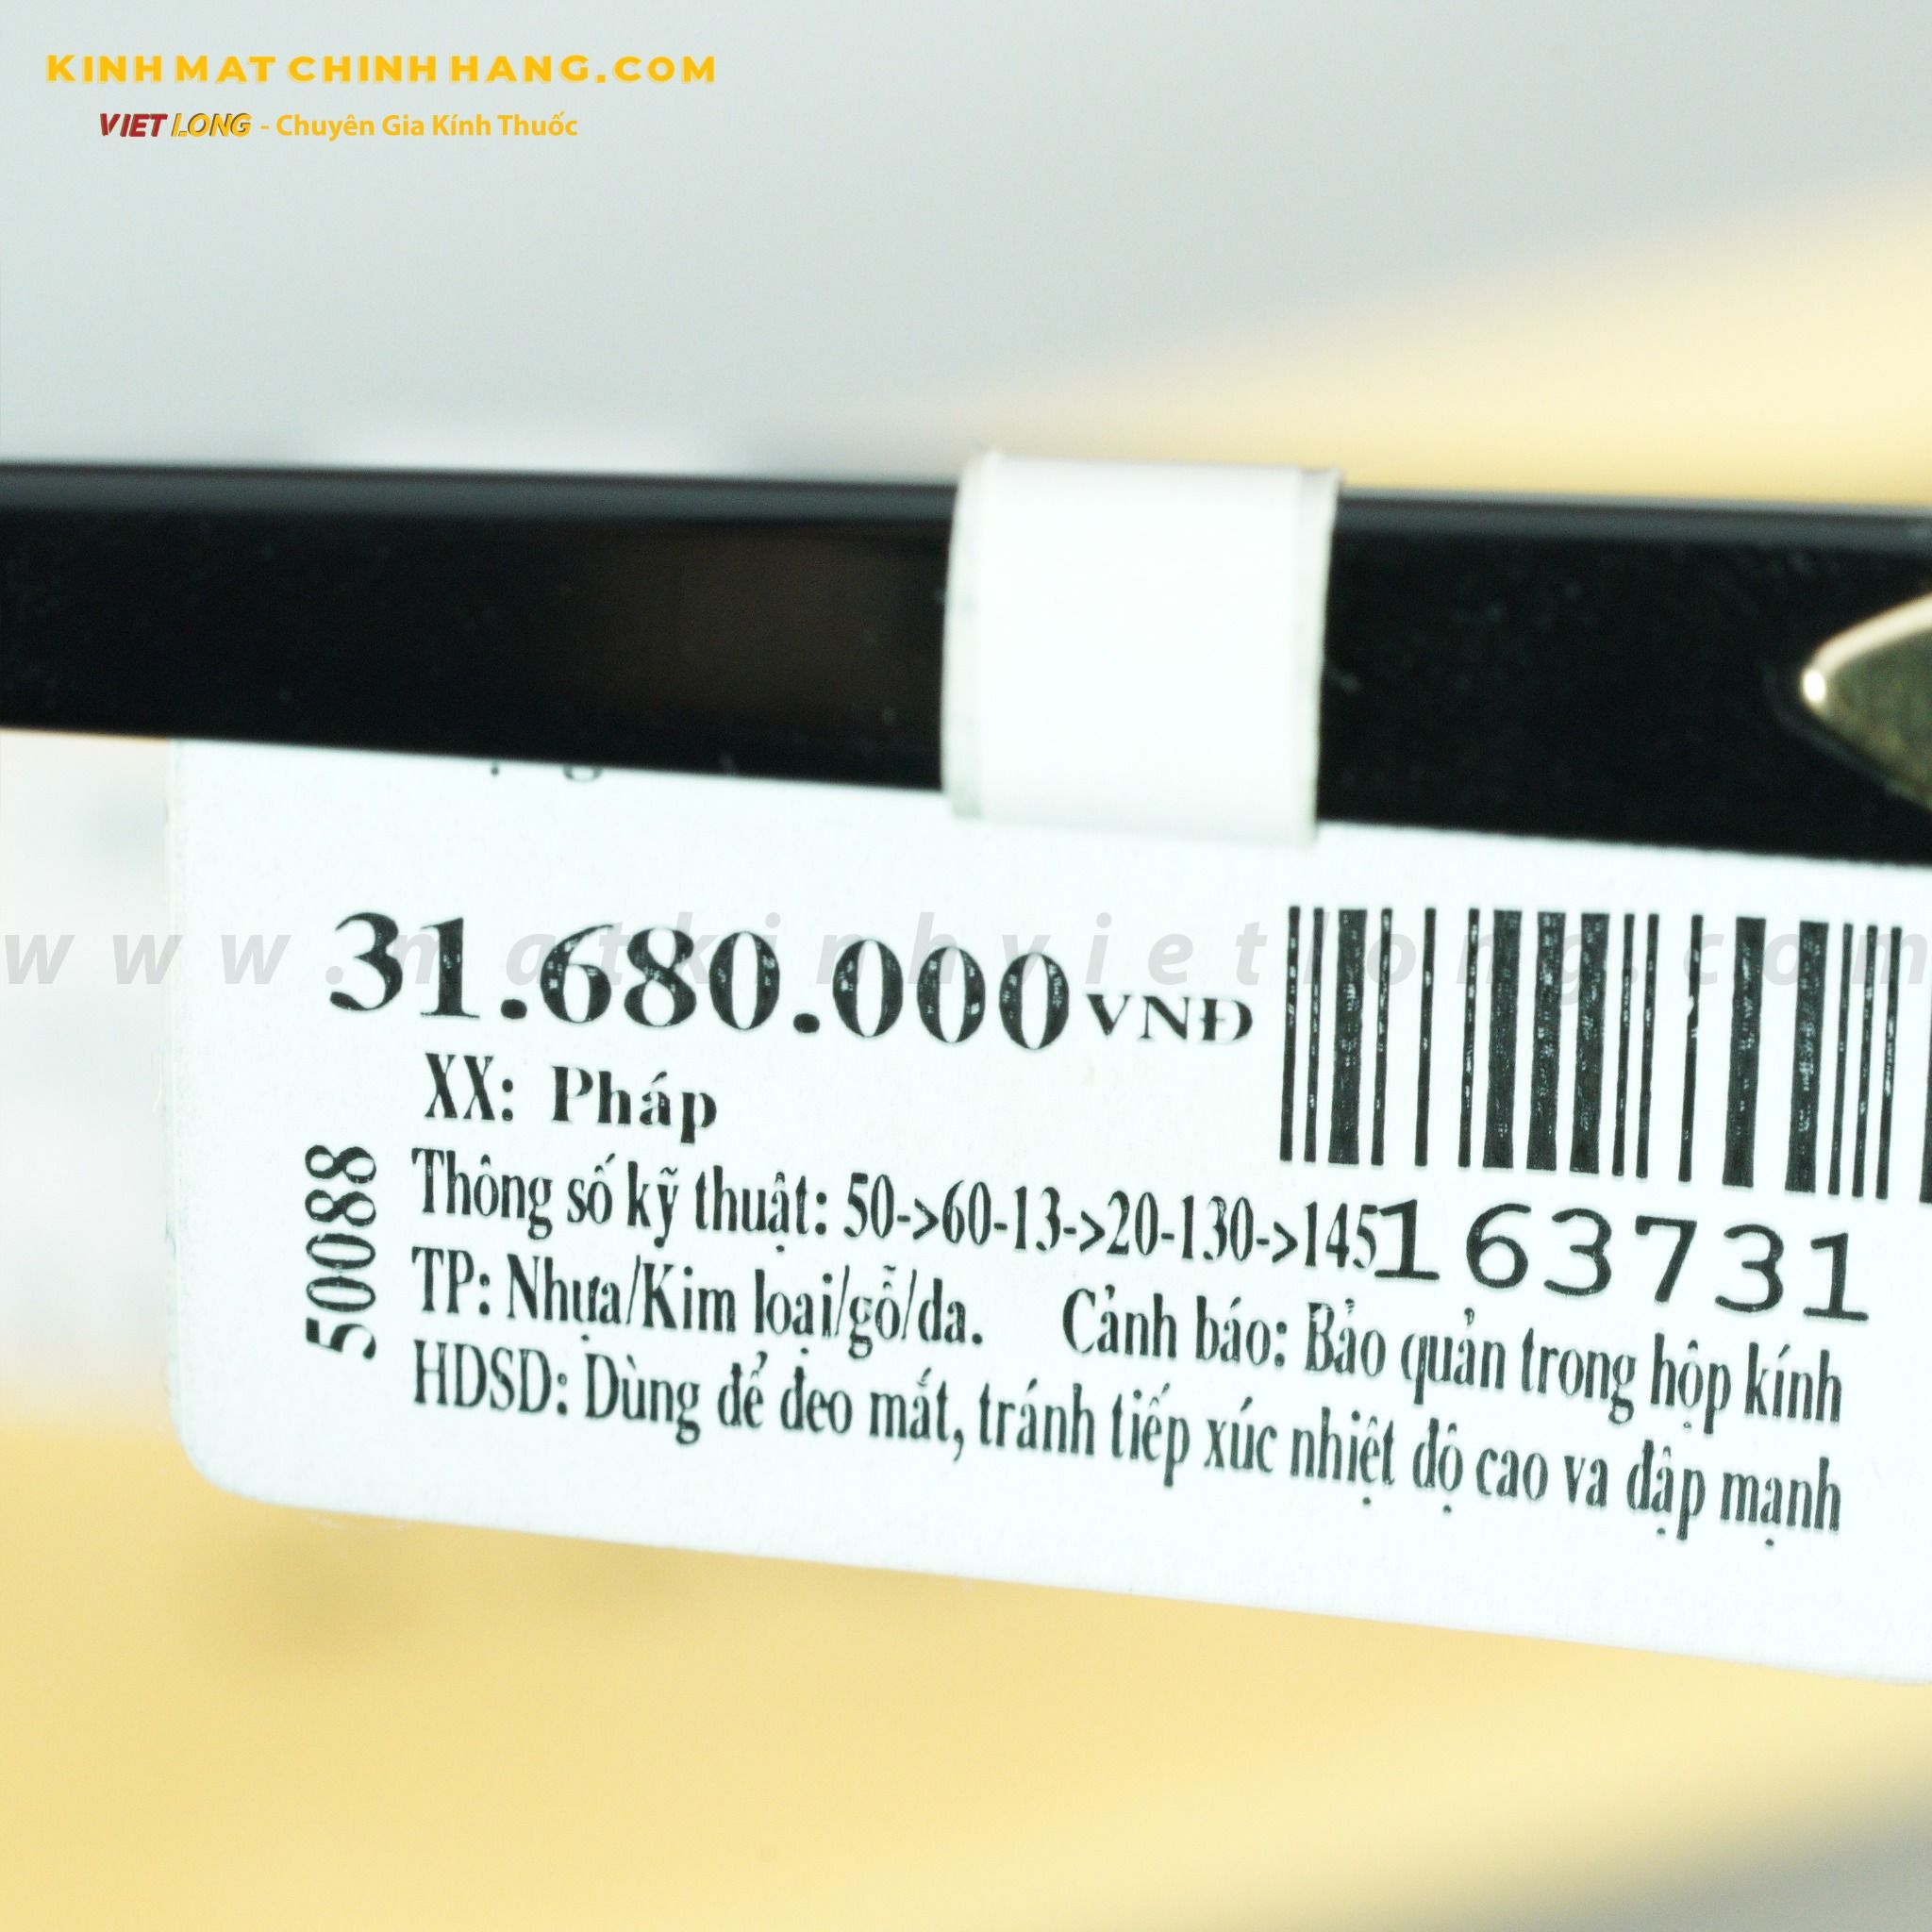 KINH MAT CHINH HANG.COM
VIET LONG - Chuyên Gia Kính Thuốc
www.matkinhvietlong.com
31.680.000 VNĐ
XX: Pháp
50088
Thông số kỹ thuật: 50->60-13->20-130->145
163731
TP: Nhựa/Kim loại/gỗ/da. Cảnh báo: Bảo quản trong hộp kính
HDSD: Dùng để đeo mắt, tránh tiếp xúc nhiệt độ cao va đập mạnh